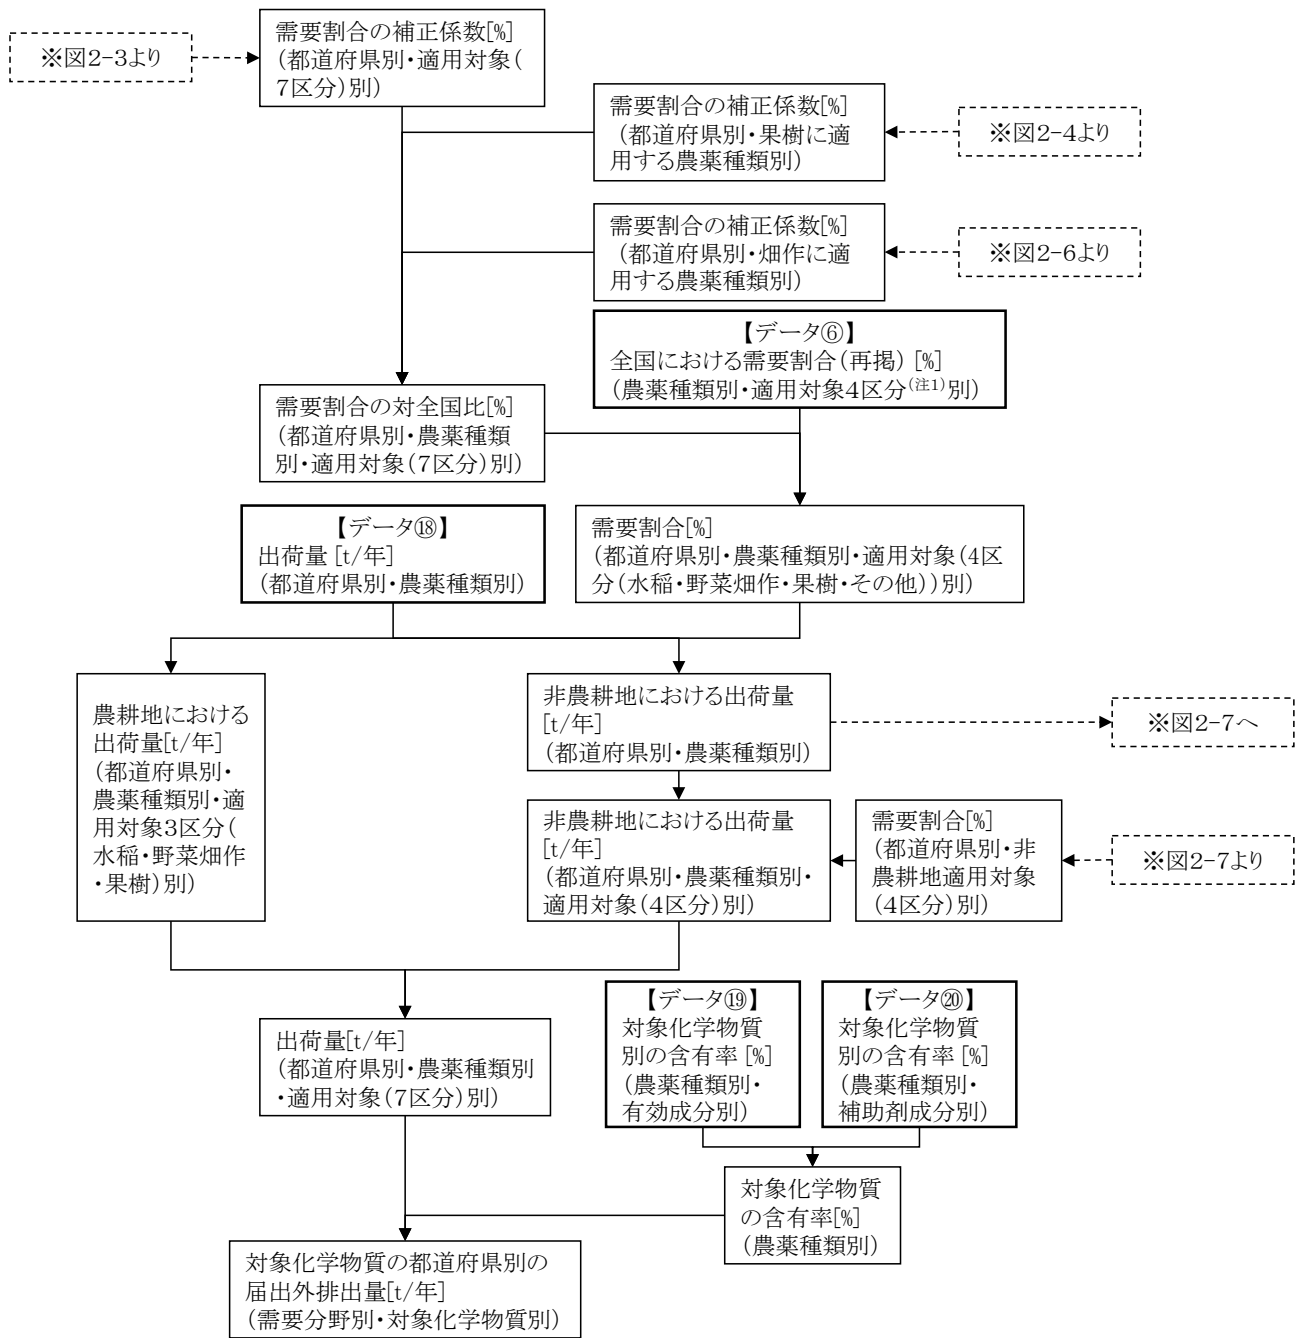 需要割合の補正係数[%]
(都道府県別・適用対象(
7区分)別)
※図2-3より
需要割合の補正係数[%]
(都道府県別・果樹に適
用する農薬種類別)
※図2-4より
需要割合の補正係数[%]
(都道府県別・畑作に適
用する農薬種類別)
※図2-6より
【データ⑥】
全国における需要割合(再掲) [%]
(農薬種類別・適用対象4区分(注1)別)
需要割合の対全国比[%]
(都道府県別・農薬種類
別・適用対象(7区分)別)
【データ⑱】
出荷量 [t/年]
(都道府県別・農薬種類別)
需要割合[%]
(都道府県別・農薬種類別・適用対象(4区
分(水稲・野菜畑作・果樹・その他))別)
農耕地における
出荷量[t/年]
(都道府県別・
農薬種類別・適
用対象3区分(
水稲・野菜畑作
・果樹)別)
非農耕地における出荷量
[t/年]
(都道府県別・農薬種類別)
※図2-7へ
非農耕地における出荷量
[t/年]
(都道府県別・農薬種類別・
適用対象(4区分)別)
需要割合[%]
(都道府県別・非
農耕地適用対象
(4区分)別)
※図2-7より
出荷量[t/年]
(都道府県別・農薬種類別
・適用対象(7区分)別)
【データ⑲】
対象化学物質
別の含有率 [%]
(農薬種類別・
有効成分別)
【データ⑳】
対象化学物質
別の含有率 [%]
(農薬種類別・
補助剤成分別)
対象化学物質
の含有率[%]
(農薬種類別)
対象化学物質の都道府県別の
届出外排出量[t/年]
(需要分野別・対象化学物質別)